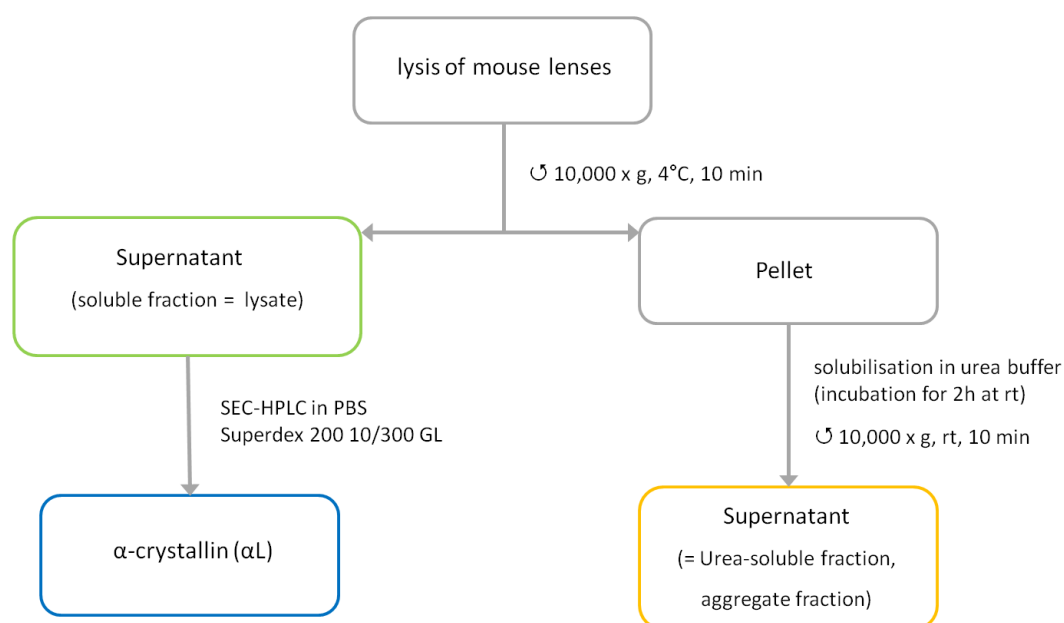 lysis of mouse lenses
↺ 10,000 x g, 4°C, 10 min
Supernatant
(soluble fraction = lysate)
Pellet
SEC-HPLC in PBS
Superdex 200 10/300 GL
solubilisation in urea buffer
(incubation for 2h at rt)
↺ 10,000 x g, rt, 10 min
α-crystallin (αL)
Supernatant
(= Urea-soluble fraction,
aggregate fraction)